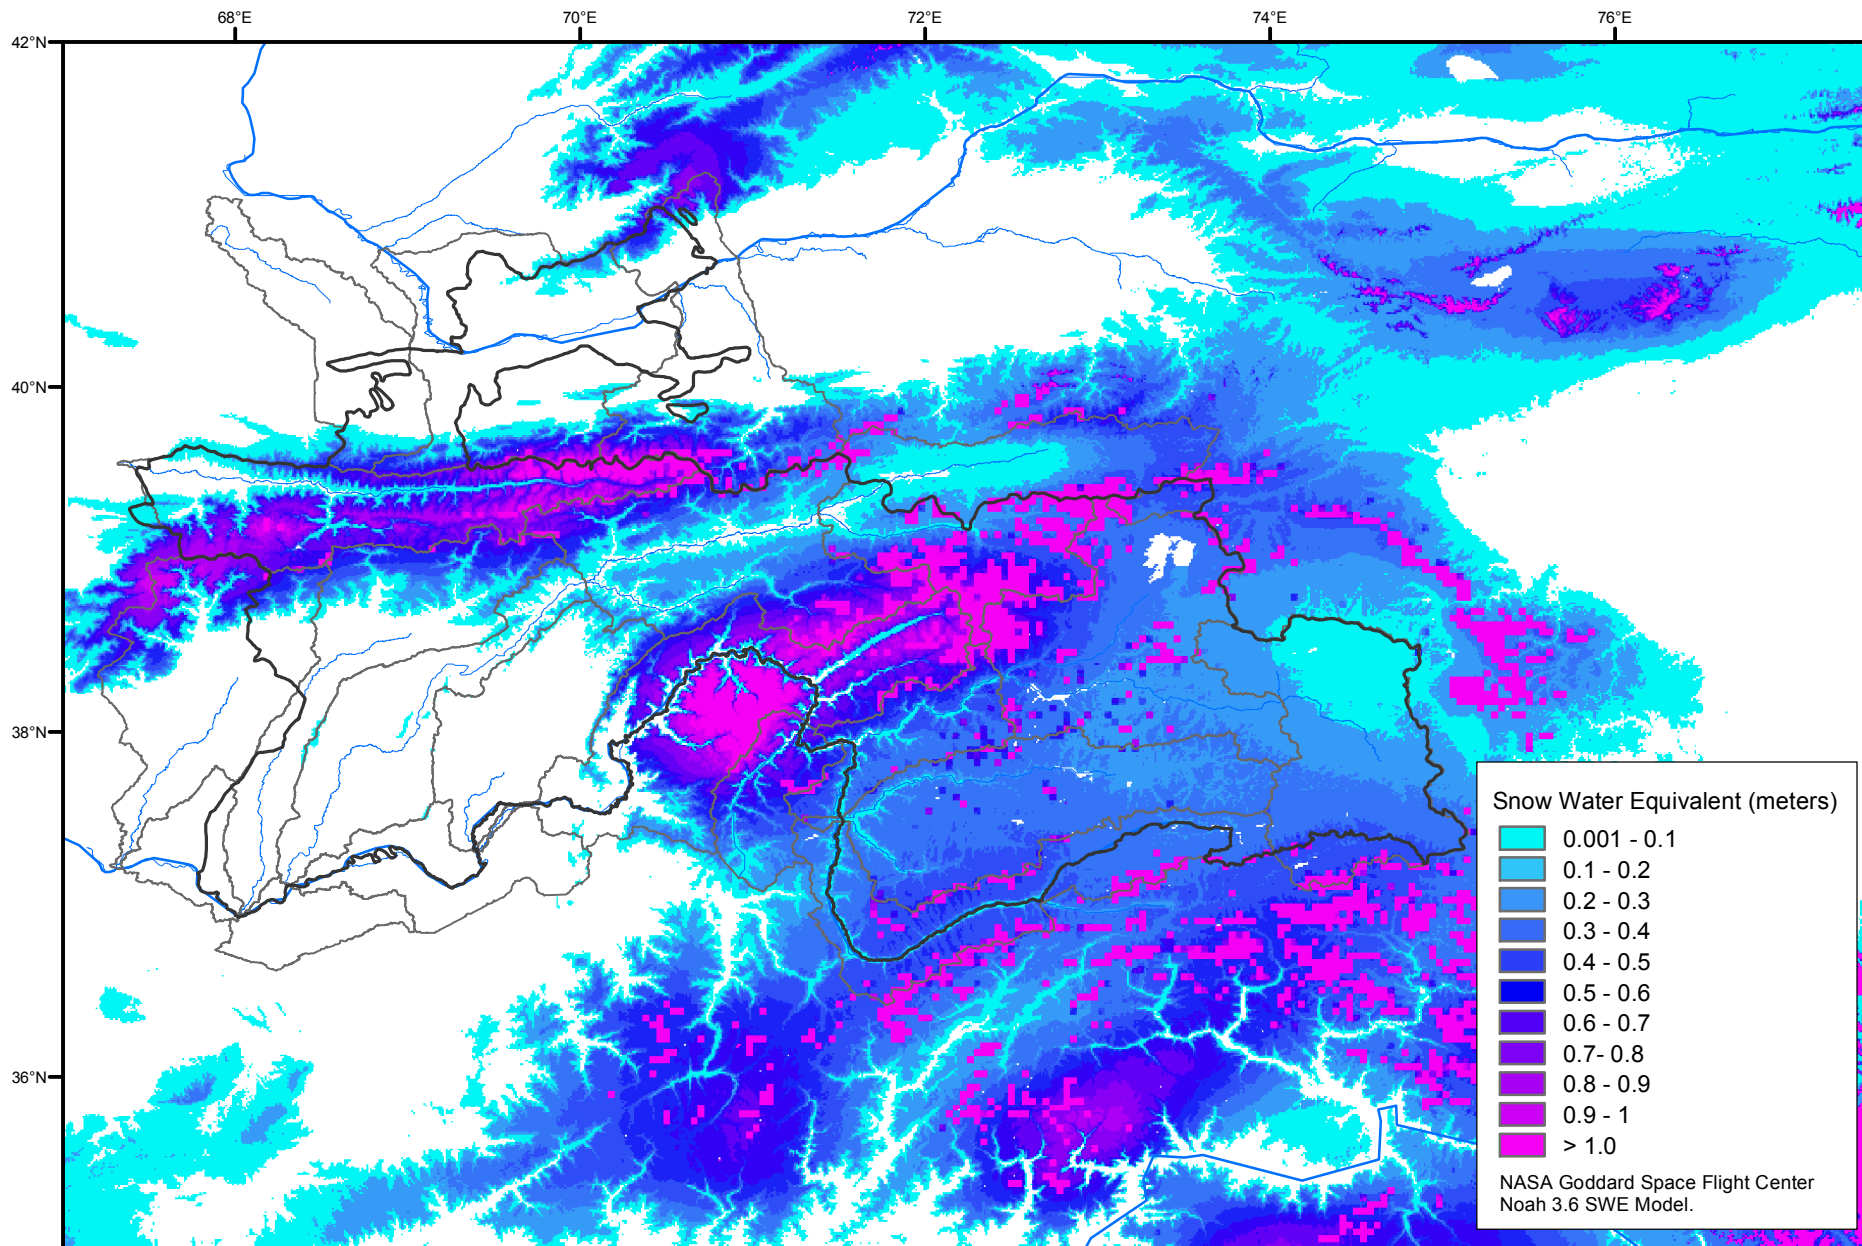 68°E
70°E
72°E
74°E
76°E
42°N
40°N
38°N
36°N
Snow Water Equivalent (meters)
0.001 - 0.1
0.1 - 0.2
0.2 - 0.3
0.3 - 0.4
0.4 - 0.5
0.5 - 0.6
0.6 - 0.7
0.7- 0.8
0.8 - 0.9
0.9 - 1
> 1.0
NASA Goddard Space Flight Center
Noah 3.6 SWE Model.